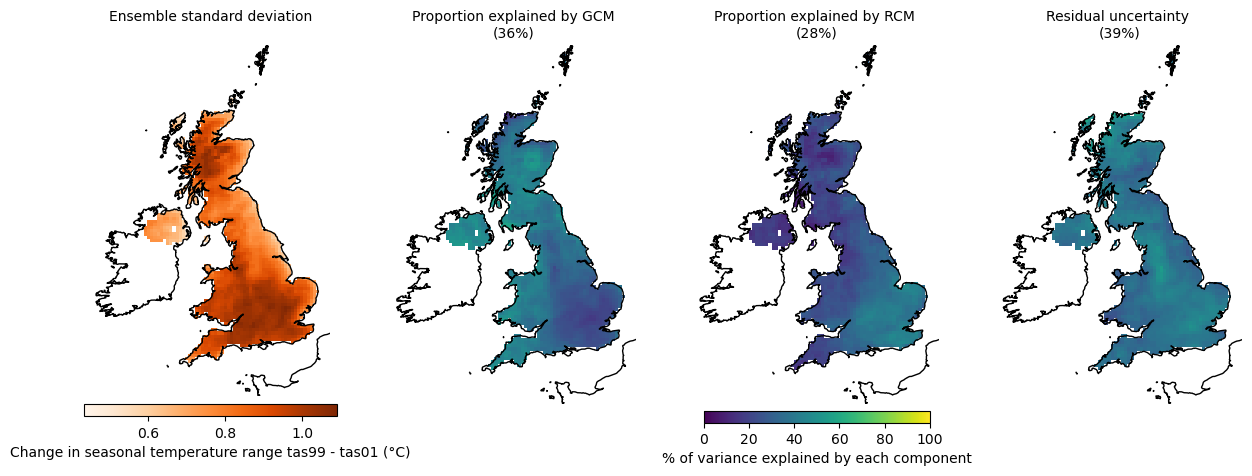 Ensemble standard deviation
Proportion explained by GCM
(36%)
Proportion explained by RCM
(28%)
Residual uncertainty
(39%)
0.6 0.8 1.0
Change in seasonal temperature range tas99 - tas01 (°C)
0 20 40 60 80 100
% of variance explained by each component